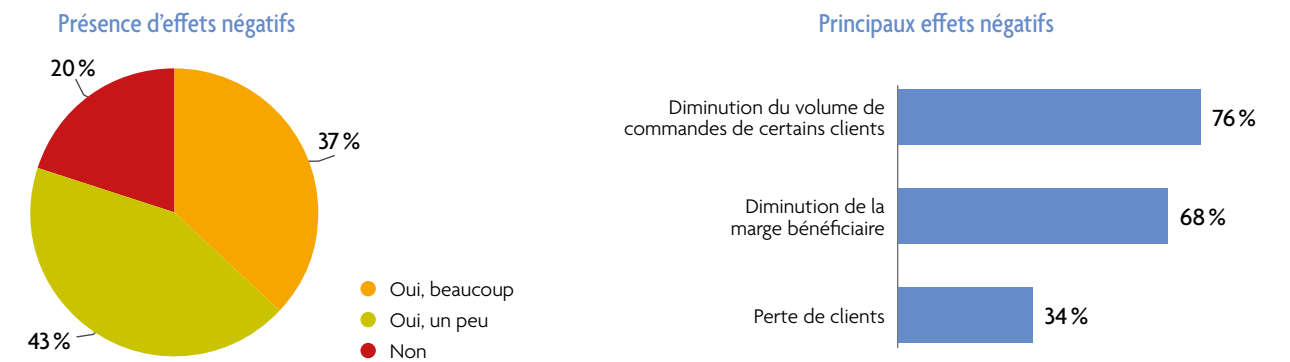 Présence d'effets négatifs
20 %
37 %
43 %
Oui, beaucoup
Oui, un peu
Non
Principaux effets négatifs
Diminution du volume de
commandes de certains clients
76 %
Diminution de la
marge bénéficiaire
68 %
Perte de clients
34 %